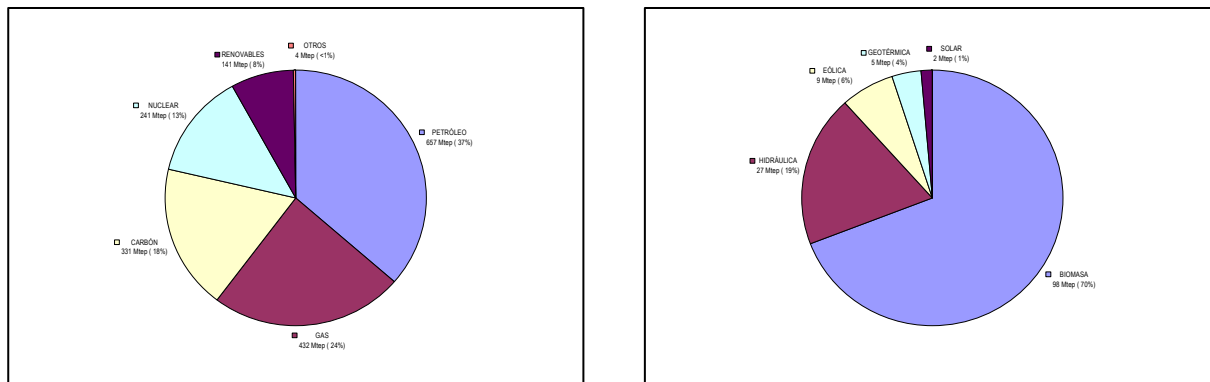 OTROS
4 Mtep ( <1%)
RENOVABLES
141 Mtep ( 8%)
NUCLEAR
241 Mtep ( 13%)
PETRÓLEO
657 Mtep ( 37%)
CARBÓN
331 Mtep ( 18%)
GAS
432 Mtep ( 24%)
SOLAR
2 Mtep ( 1%)
GEOTÉRMICA
5 Mtep ( 4%)
EÓLICA
9 Mtep ( 6%)
HIDRÁULICA
27 Mtep ( 19%)
BIOMASA
98 Mtep ( 70%)